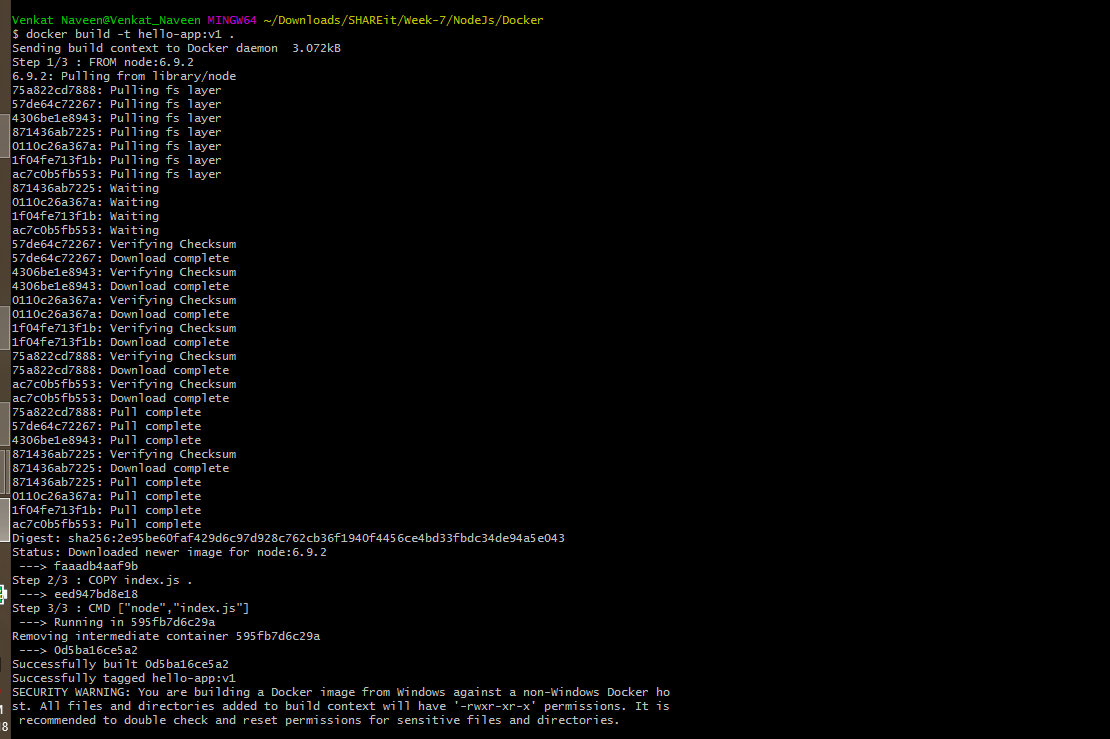 Venkat Naveen@Venkat_Naveen MINGW64 ~/Downloads/SHAREit/Week-7/NodeJs/Docker
$ docker build -t hello-app:v1 .
Sending build context to Docker daemon  3.072kB
Step 1/3 : FROM node:6.9.2
6.9.2: Pulling from library/node
75a822cd7888: Pulling fs layer
57de64c72267: Pulling fs layer
4306be1e8943: Pulling fs layer
871436ab7225: Pulling fs layer
0110c26a367a: Pulling fs layer
1f04fe713f1b: Pulling fs layer
ac7c0b5fb553: Pulling fs layer
871436ab7225: Waiting
0110c26a367a: Waiting
1f04fe713f1b: Waiting
ac7c0b5fb553: Waiting
57de64c72267: Verifying Checksum
57de64c72267: Download complete
4306be1e8943: Verifying Checksum
4306be1e8943: Download complete
0110c26a367a: Verifying Checksum
0110c26a367a: Download complete
1f04fe713f1b: Verifying Checksum
1f04fe713f1b: Download complete
75a822cd7888: Verifying Checksum
75a822cd7888: Download complete
ac7c0b5fb553: Verifying Checksum
ac7c0b5fb553: Download complete
75a822cd7888: Pull complete
57de64c72267: Pull complete
4306be1e8943: Pull complete
871436ab7225: Verifying Checksum
871436ab7225: Download complete
871436ab7225: Pull complete
0110c26a367a: Pull complete
1f04fe713f1b: Pull complete
ac7c0b5fb553: Pull complete
Digest: sha256:2e95be60faf429d6c97d928c762cb36f1940f4456ce4bd33fbdc34de94a5e043
Status: Downloaded newer image for node:6.9.2
 ---> faaadb4aaf9b
Step 2/3 : COPY index.js .
 ---> eed947bd8e18
Step 3/3 : CMD ["node","index.js"]
 ---> Running in 595fb7d6c29a
Removing intermediate container 595fb7d6c29a
 ---> 0d5ba16ce5a2
Successfully built 0d5ba16ce5a2
Successfully tagged hello-app:v1
SECURITY WARNING: You are building a Docker image from Windows against a non-Windows Docker ho
st. All files and directories added to build context will have '-rwxr-xr-x' permissions. It is
 recommended to double check and reset permissions for sensitive files and directories.